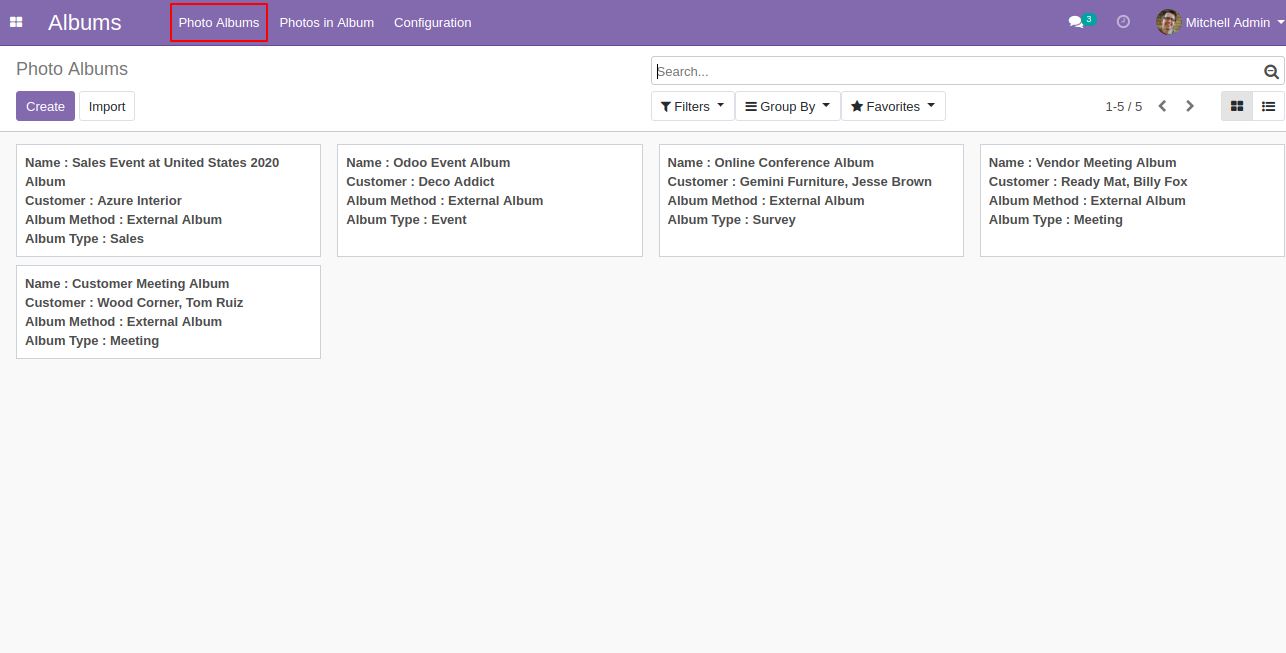 Albums Photo Albums Photos in Album Configuration 3 Mitchell Admin
Photo Albums
Search...
Create Import
Filters Group By Favorites 1-5 / 5
Name : Sales Event at United States 2020
Album
Customer : Azure Interior
Album Method : External Album
Album Type : Sales
Name : Odoo Event Album
Customer : Deco Addict
Album Method : External Album
Album Type : Event
Name : Online Conference Album
Customer : Gemini Furniture, Jesse Brown
Album Method : External Album
Album Type : Survey
Name : Vendor Meeting Album
Customer : Ready Mat, Billy Fox
Album Method : External Album
Album Type : Meeting
Name : Customer Meeting Album
Customer : Wood Corner, Tom Ruiz
Album Method : External Album
Album Type : Meeting